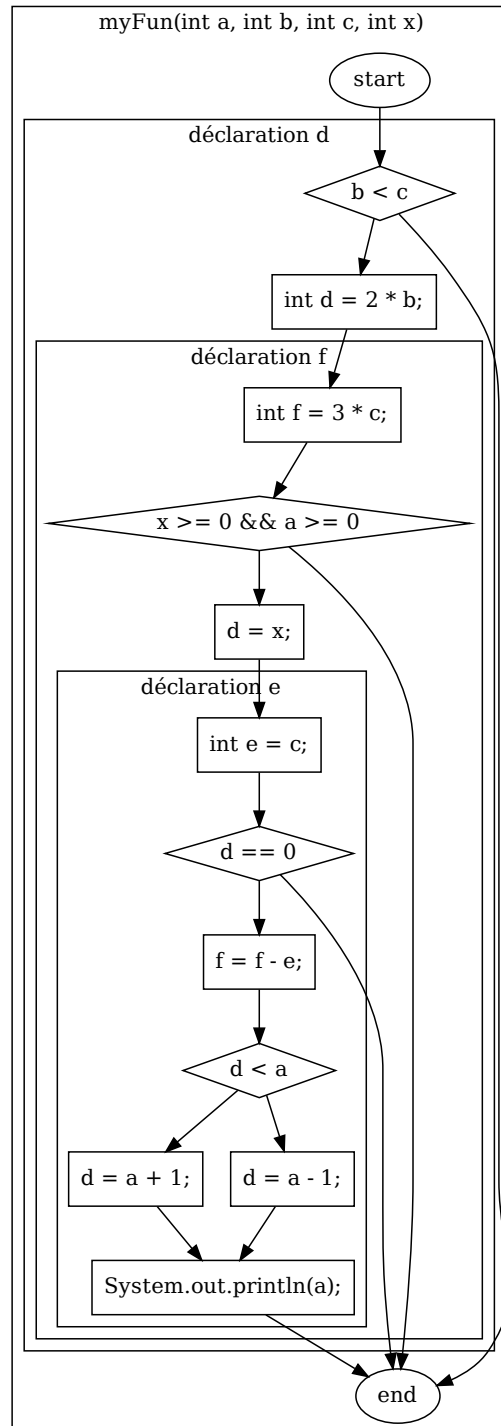 myFun(int a, int b, int c, int x)
start
déclaration d
b < c
int d = 2 * b;
déclaration f
int f = 3 * c;
x >= 0 && a >= 0
d = x;
déclaration e
int e = c;
d == 0
f = f - e;
d < a
d = a + 1;
d = a - 1;
System.out.println(a);
end